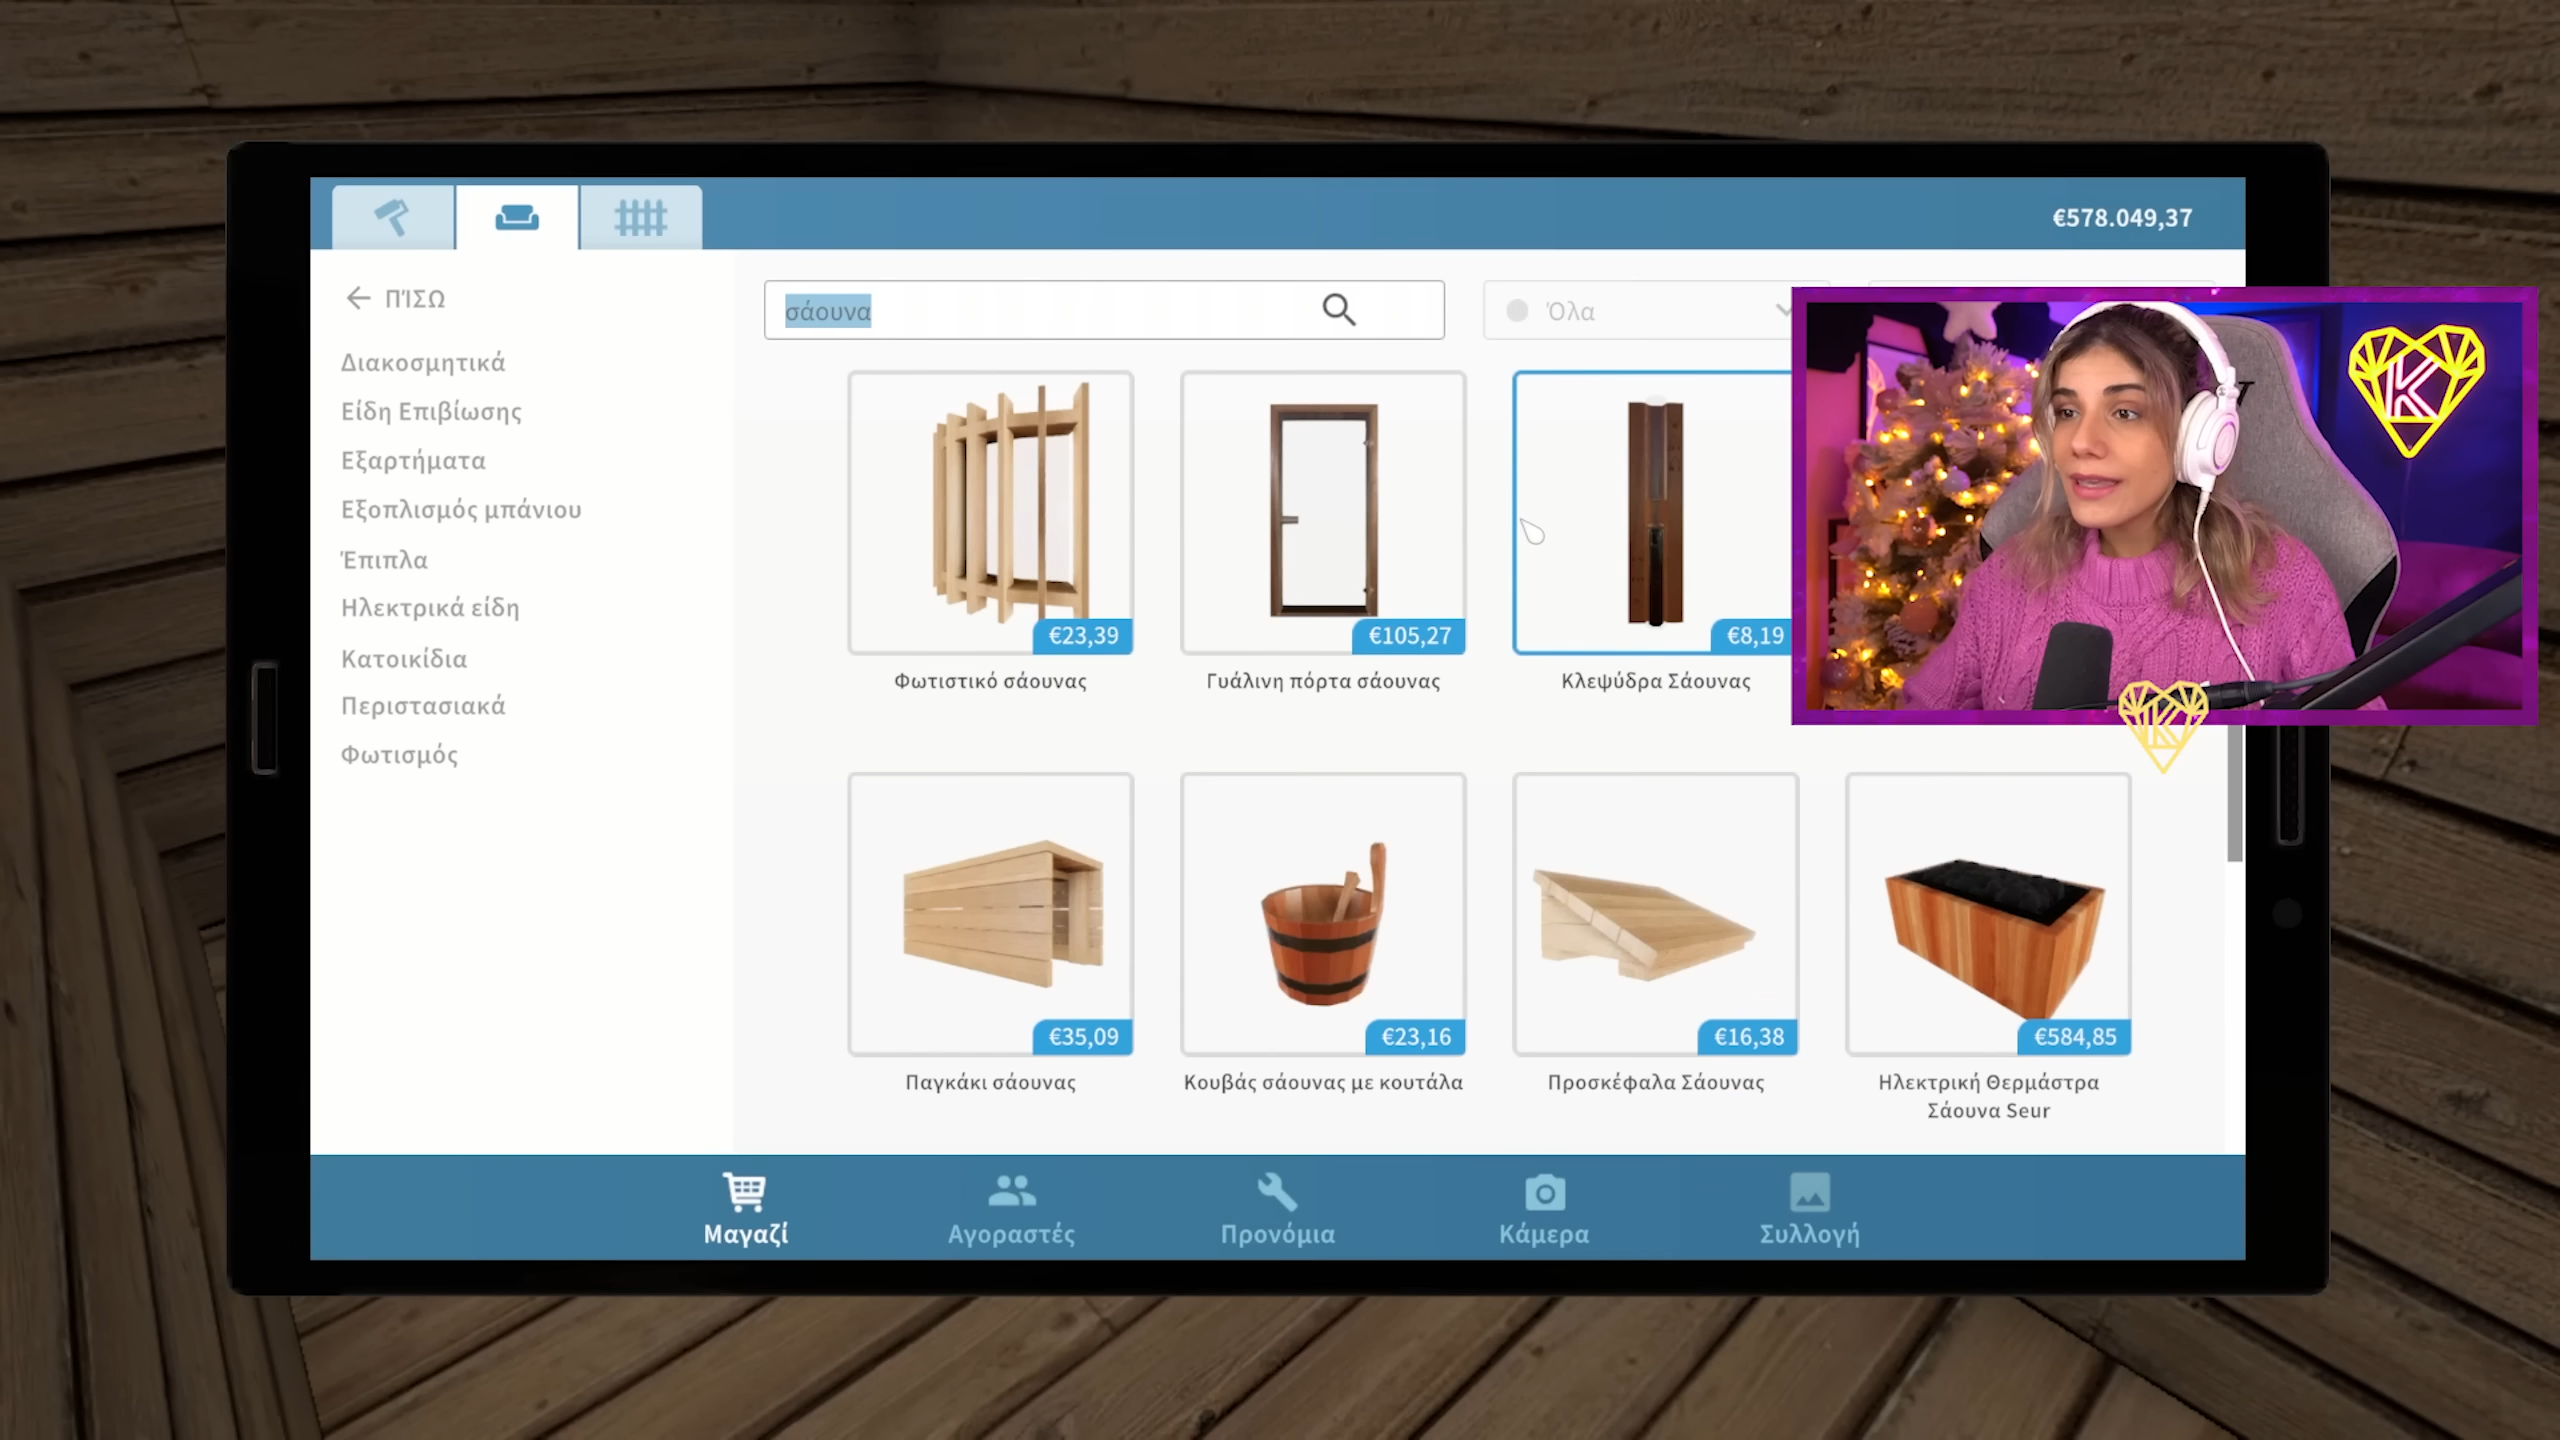 €578.049,37
ΠΊΣΩ
σάουνα
Όλα
Διακοσμητικά
Είδη Επιβίωσης
Εξαρτήματα
Εξοπλισμός μπάνιου
Έπιπλα
Ηλεκτρικά είδη
Κατοικίδια
Περιστασιακά
Φωτισμός
€23,39
€105,27
€8,19
Φωτιστικό σάουνας
Γυάλινη πόρτα σάουνας
Κλεψύδρα Σάουνας
€35,09
€23,16
€16,38
€584,85
Παγκάκι σάουνας
Κουβάς σάουνας με κουτάλα
Προσκέφαλα Σάουνας
Ηλεκτρική Θερμάστρα
Σάουνα Seur
K
K
Μαγαζί
Αγοραστές
Προνόμια
Κάμερα
Συλλογή